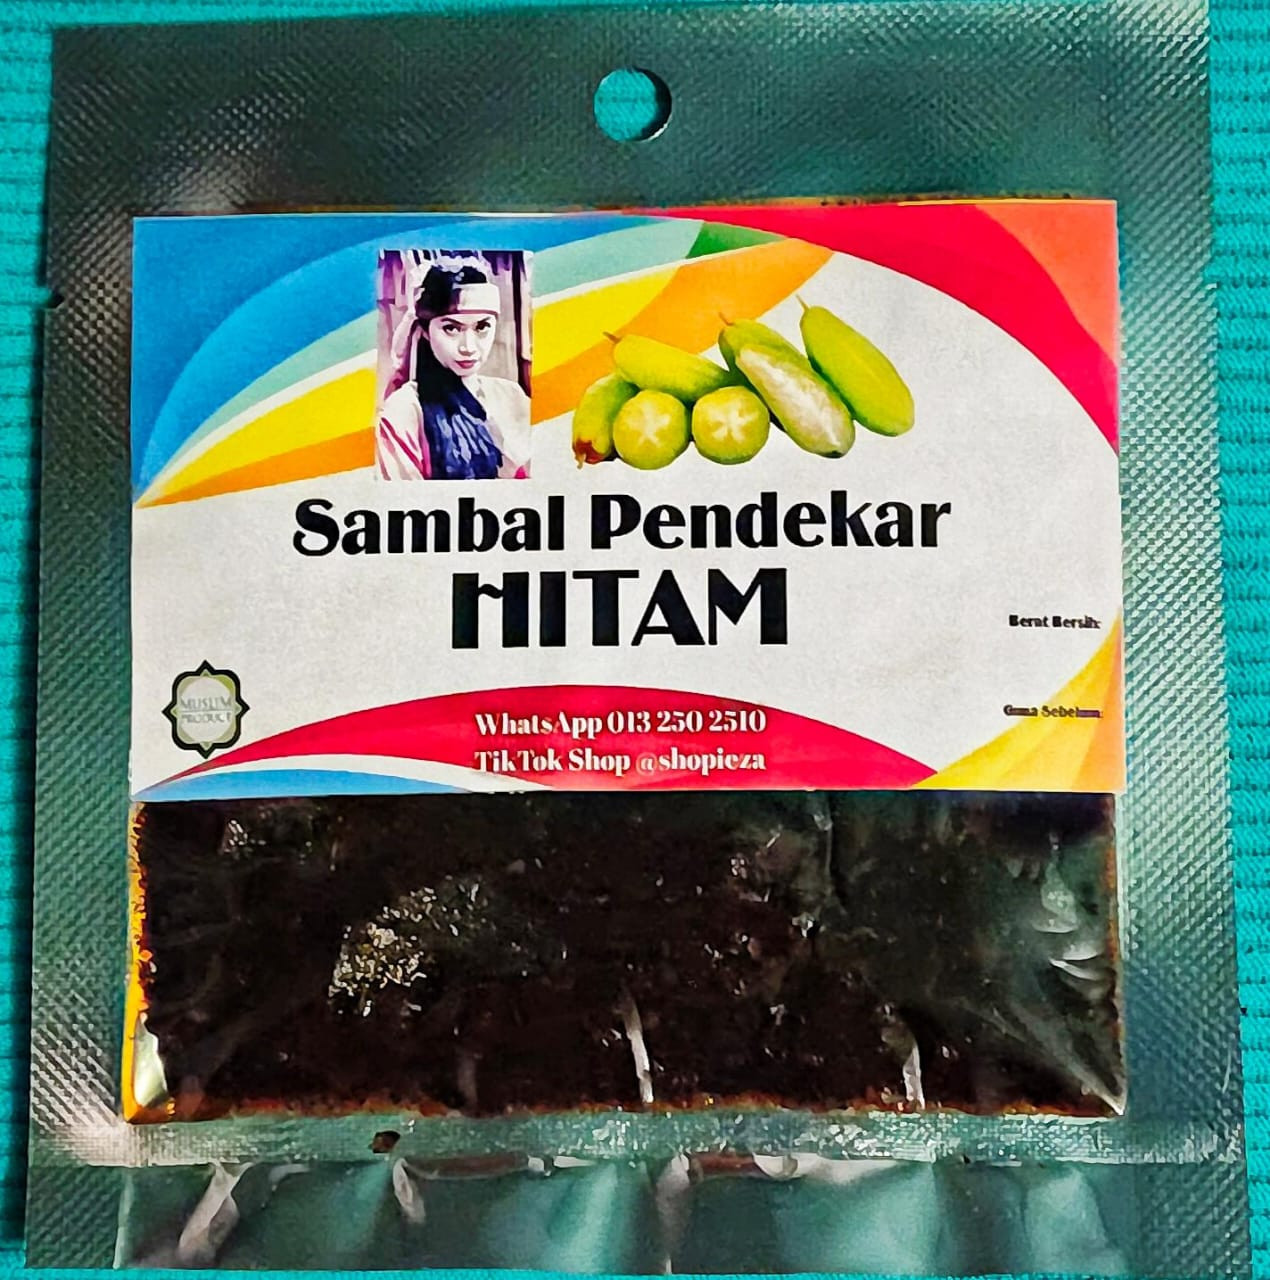 Sambal Pendekar
HITAM
Berat Bersih:
Guna Sebelum:
MUSLIM
PRODUCT
WhatsApp 013 250 2510
TikTok Shop @shopieza